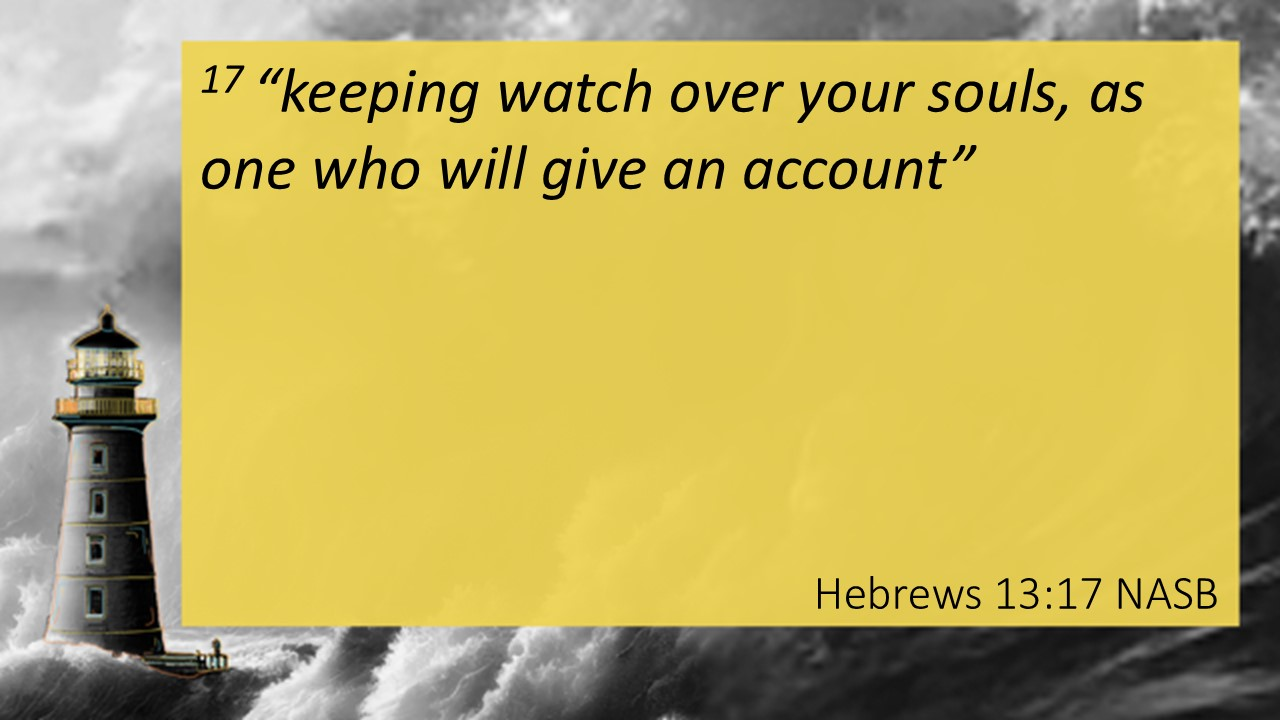 17 “keeping watch over your souls, as
one who will give an account”
Hebrews 13:17 NASB